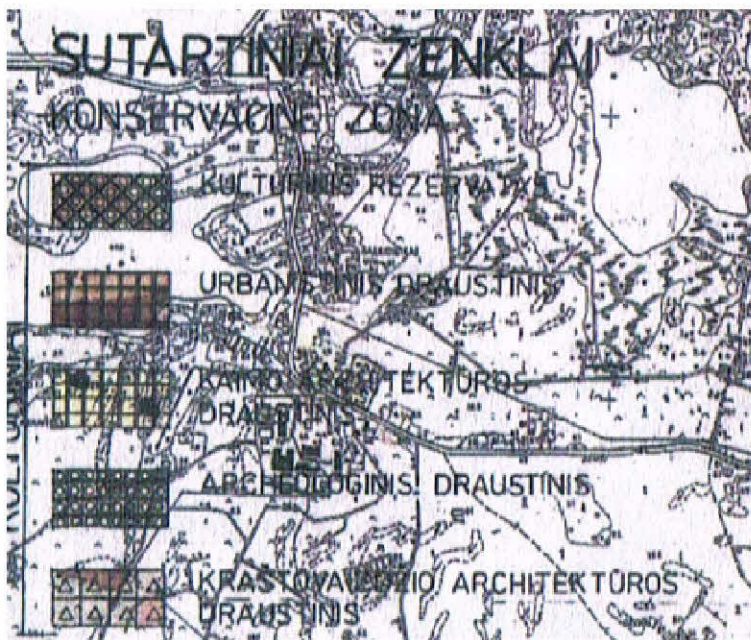 SUTARTINIAI ŽENKLAI
KONSERVACINĖ ZONA
KULTŪRINIS REZERVATAS
URBANISTINIS DRAUSTINIS
KAIMO ARCHITEKTŪROS
DRAUSTINIS
ARCHEOLOGINIS DRAUSTINIS
KRAŠTOVAIZDŽIO ARCHITEKTŪROS
DRAUSTINIS